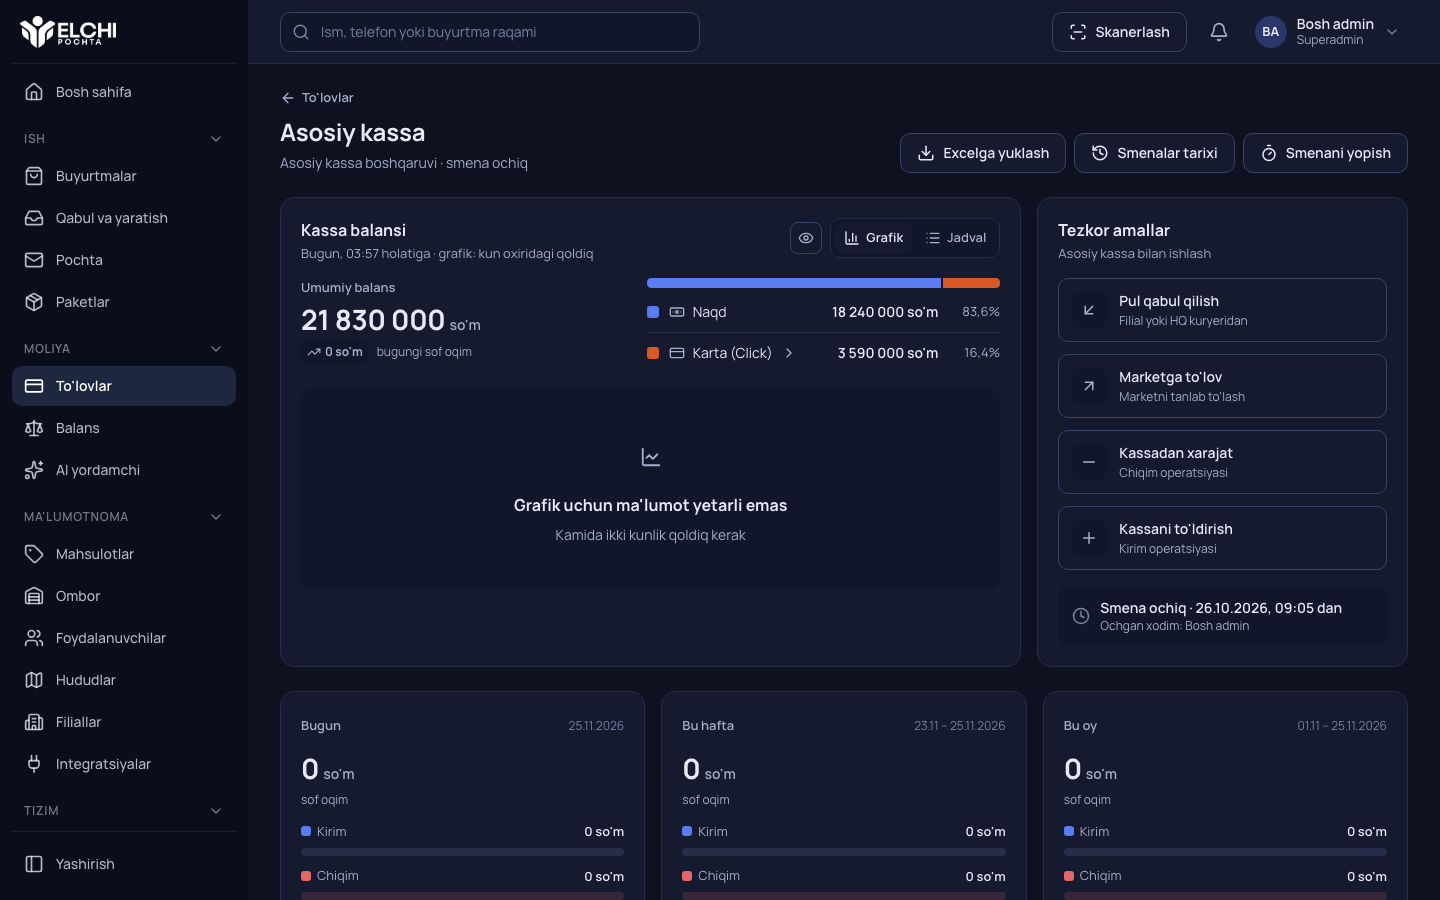 ELCHI
POCHTA
Bosh sahifa
ISH
Buyurtmalar
Qabul va yaratish
Pochta
Paketlar
MOLIYA
To'lovlar
Balans
AI yordamchi
MA'LUMOTNOMA
Mahsulotlar
Ombor
Foydalanuvchilar
Hududlar
Filiallar
Integratsiyalar
TIZIM
Yashirish
Ism, telefon yoki buyurtma raqami
Skanerlash
BA
Bosh admin
Superadmin
To'lovlar
Asosiy kassa
Asosiy kassa boshqaruvi · smena ochiq
Excelga yuklash
Smenalar tarixi
Smenani yopish
Kassa balansi
Bugun, 03:57 holatiga · grafik: kun oxiridagi qoldiq
Grafik
Jadval
Umumiy balans
21 830 000 so'm
0 so'm bugungi sof oqim
Naqd 18 240 000 so'm 83,6%
Karta (Click) 3 590 000 so'm 16,4%
Grafik uchun ma'lumot yetarli emas
Kamida ikki kunlik qoldiq kerak
Tezkor amallar
Asosiy kassa bilan ishlash
Pul qabul qilish
Filial yoki HQ kuryeridan
Marketga to'lov
Marketni tanlab to'lash
Kassadan xarajat
Chiqim operatsiyasi
Kassani to'ldirish
Kirim operatsiyasi
Smena ochiq · 26.10.2026, 09:05 dan
Ochgan xodim: Bosh admin
Bugun 25.11.2026
0 so'm
sof oqim
Kirim 0 so'm
Chiqim 0 so'm
Bu hafta 23.11 – 25.11.2026
0 so'm
sof oqim
Kirim 0 so'm
Chiqim 0 so'm
Bu oy 01.11 – 25.11.2026
0 so'm
sof oqim
Kirim 0 so'm
Chiqim 0 so'm